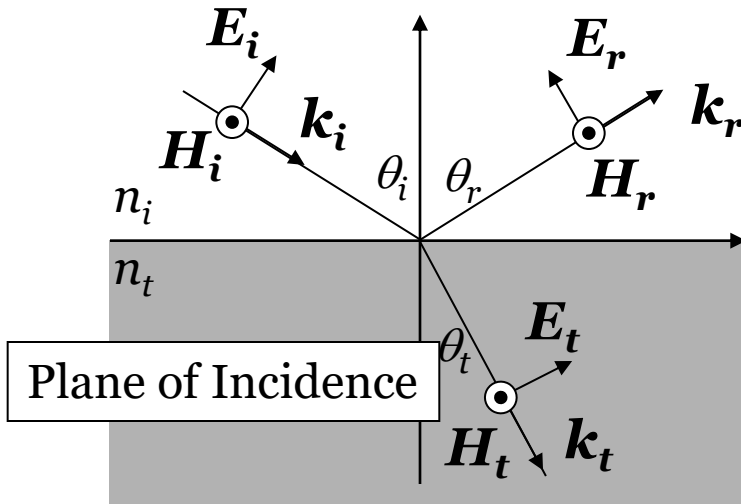 E_i
E_r
k_i
k_r
H_i
θ_i
θ_r
H_r
n_i
n_t
E_t
θ_t
Plane of Incidence
H_t
k_t